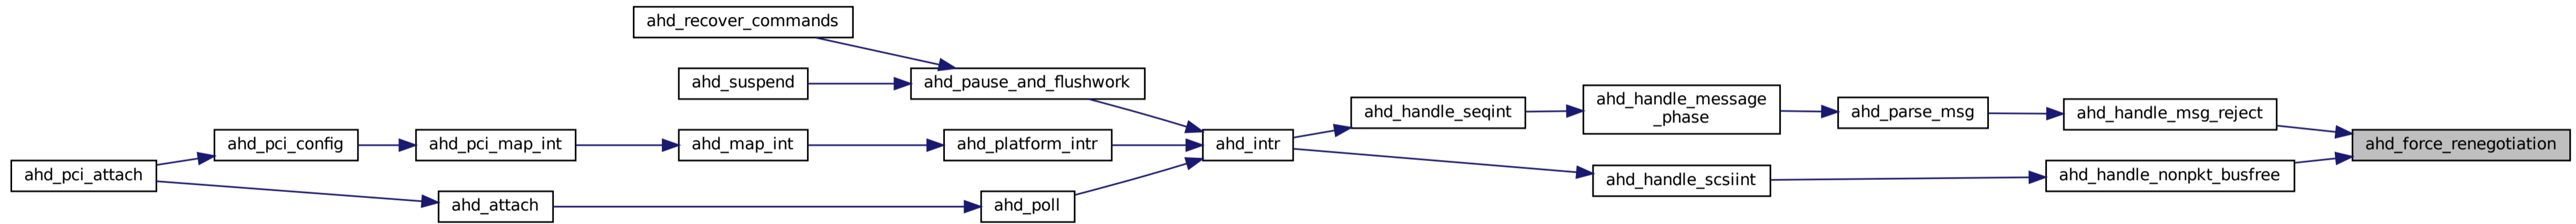 ahd_recover_commands
ahd_suspend
ahd_pause_and_flushwork
ahd_handle_seqint
ahd_handle_message
_phase
ahd_parse_msg
ahd_handle_msg_reject
ahd_pci_config
ahd_pci_map_int
ahd_map_int
ahd_platform_intr
ahd_intr
ahd_force_renegotiation
ahd_pci_attach
ahd_handle_scsiint
ahd_handle_nonpkt_busfree
ahd_attach
ahd_poll